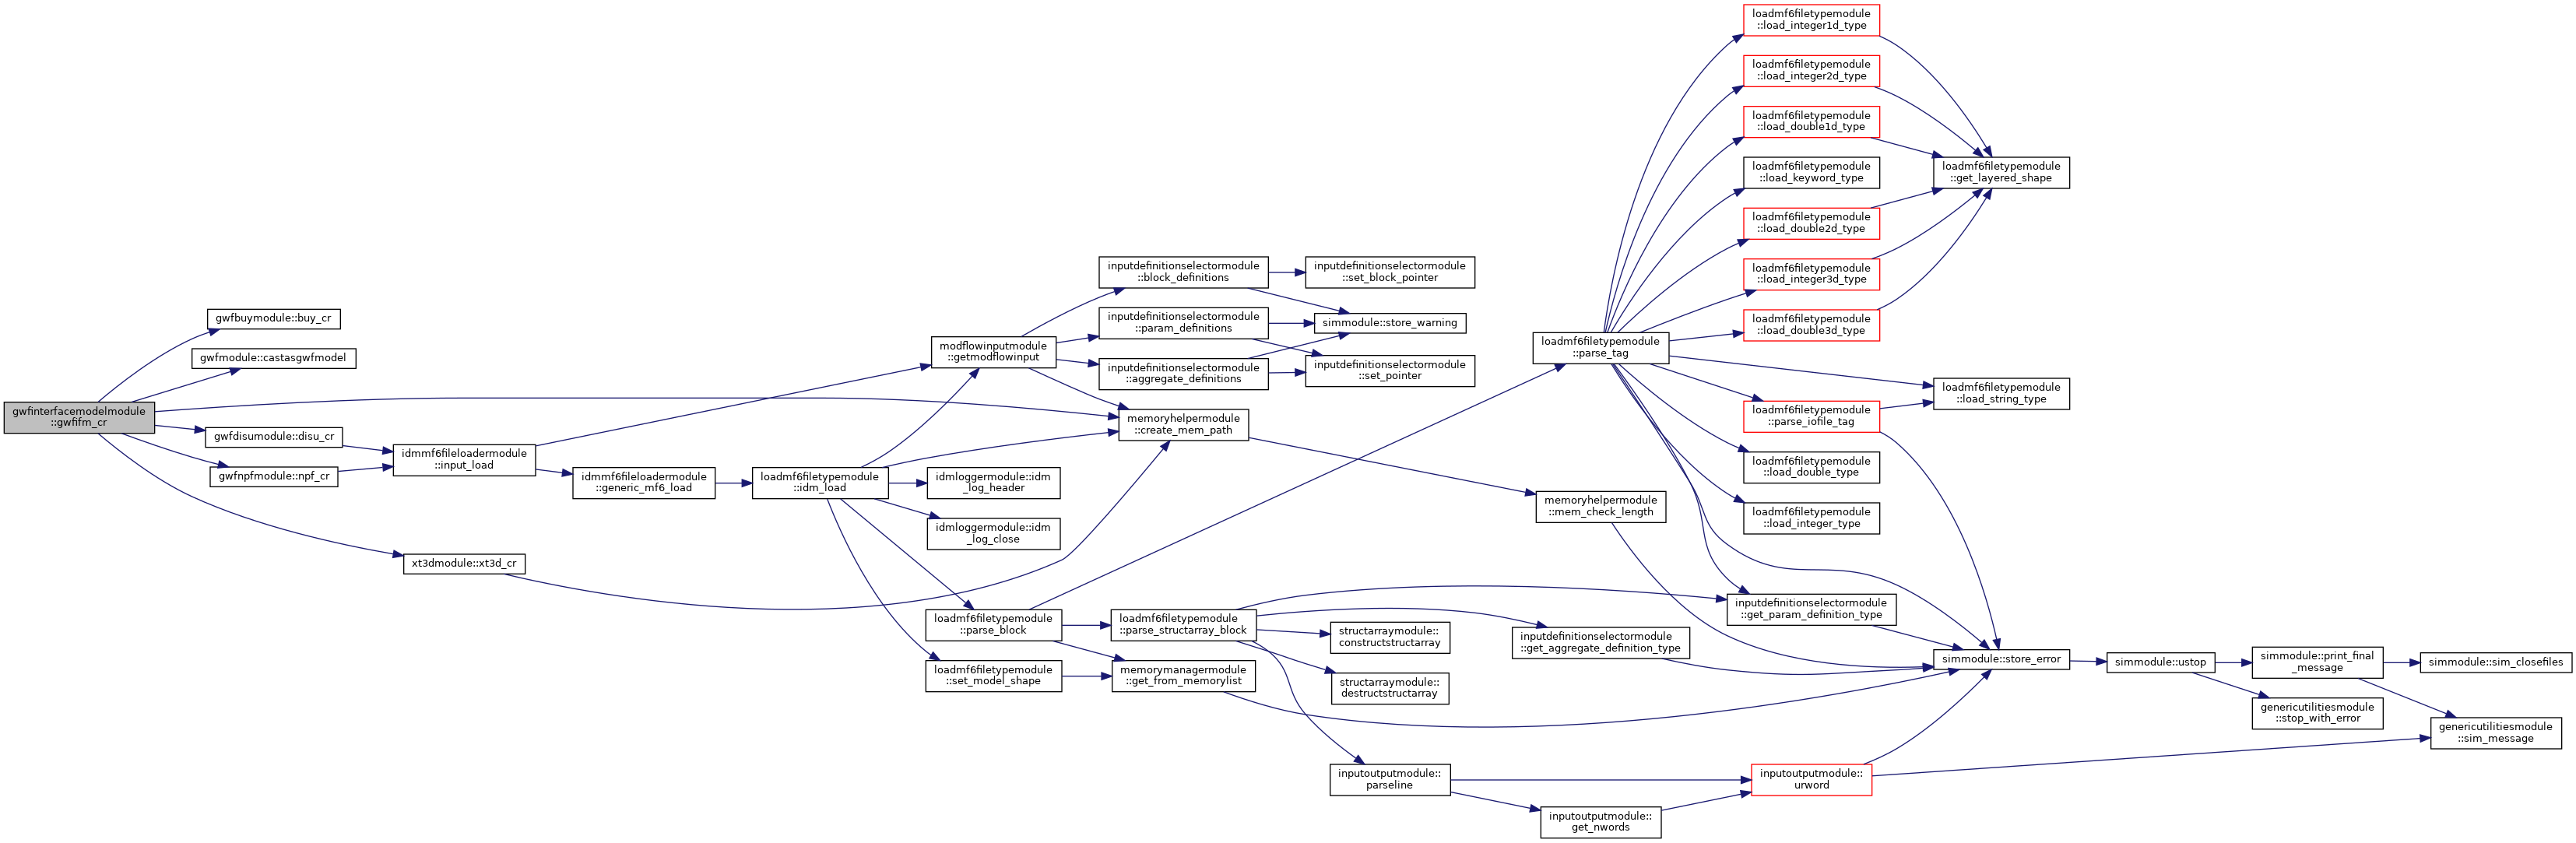 gwfinterfacemodelmodule
::gwfifm_cr
gwfbuymodule::buy_cr
gwfmodule::castasgwfmodel
gwfdisumodule::disu_cr
gwfnpfmodule::npf_cr
xt3dmodule::xt3d_cr
idmmf6fileloadermodule
::input_load
idmmf6fileloadermodule
::generic_mf6_load
loadmf6filetypemodule
::idm_load
modflowinputmodule
::getmodflowinput
idmloggermodule::idm
_log_header
idmloggermodule::idm
_log_close
loadmf6filetypemodule
::parse_block
loadmf6filetypemodule
::set_model_shape
inputdefinitionselectormodule
::block_definitions
inputdefinitionselectormodule
::param_definitions
inputdefinitionselectormodule
::aggregate_definitions
memoryhelpermodule
::create_mem_path
loadmf6filetypemodule
::parse_structarray_block
memorymanagermodule
::get_from_memorylist
inputdefinitionselectormodule
::set_block_pointer
simmodule::store_warning
inputdefinitionselectormodule
::set_pointer
structarraymodule::
constructstructarray
structarraymodule::
destructstructarray
inputoutputmodule::
parseline
loadmf6filetypemodule
::parse_tag
memoryhelpermodule
::mem_check_length
inputdefinitionselectormodule
::get_aggregate_definition_type
inputoutputmodule::
get_nwords
loadmf6filetypemodule
::load_integer1d_type
loadmf6filetypemodule
::load_integer2d_type
loadmf6filetypemodule
::load_double1d_type
loadmf6filetypemodule
::load_keyword_type
loadmf6filetypemodule
::load_double2d_type
loadmf6filetypemodule
::load_integer3d_type
loadmf6filetypemodule
::load_double3d_type
loadmf6filetypemodule
::parse_iofile_tag
loadmf6filetypemodule
::load_double_type
loadmf6filetypemodule
::load_integer_type
inputdefinitionselectormodule
::get_param_definition_type
inputoutputmodule::
urword
loadmf6filetypemodule
::get_layered_shape
loadmf6filetypemodule
::load_string_type
simmodule::store_error
simmodule::ustop
simmodule::print_final
_message
genericutilitiesmodule
::stop_with_error
simmodule::sim_closefiles
genericutilitiesmodule
::sim_message